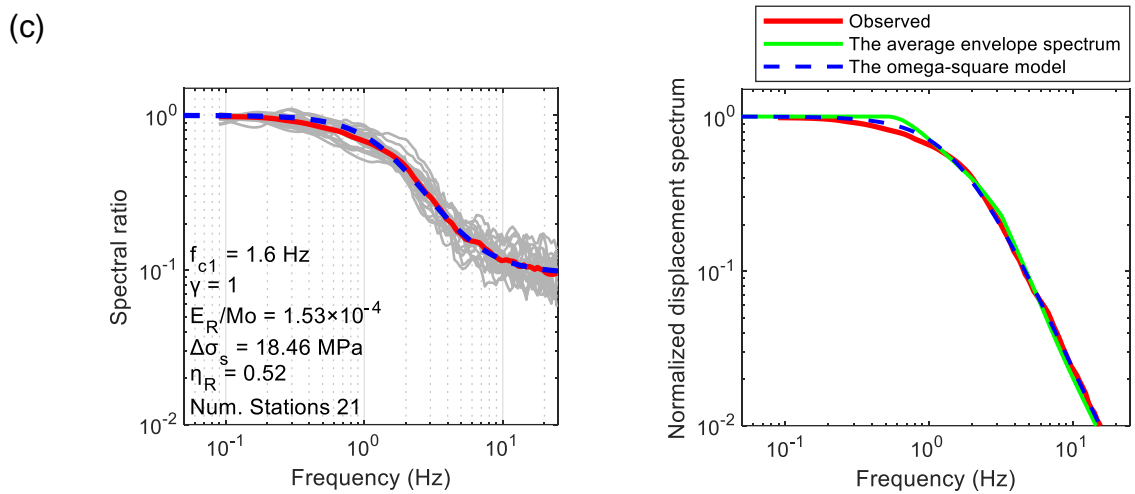 (c)
Observed
The average envelope spectrum
The omega-square model
Spectral ratio
10^0
10^-1
10^-2
f_c1 = 1.6 Hz
γ = 1
E_R/Mo = 1.53×10^-4
Δσ_s = 18.46 MPa
η_R = 0.52
Num. Stations 21
10^-1
10^0
10^1
Frequency (Hz)
Normalized displacement spectrum
10^0
10^-1
10^-2
10^-1
10^0
10^1
Frequency (Hz)